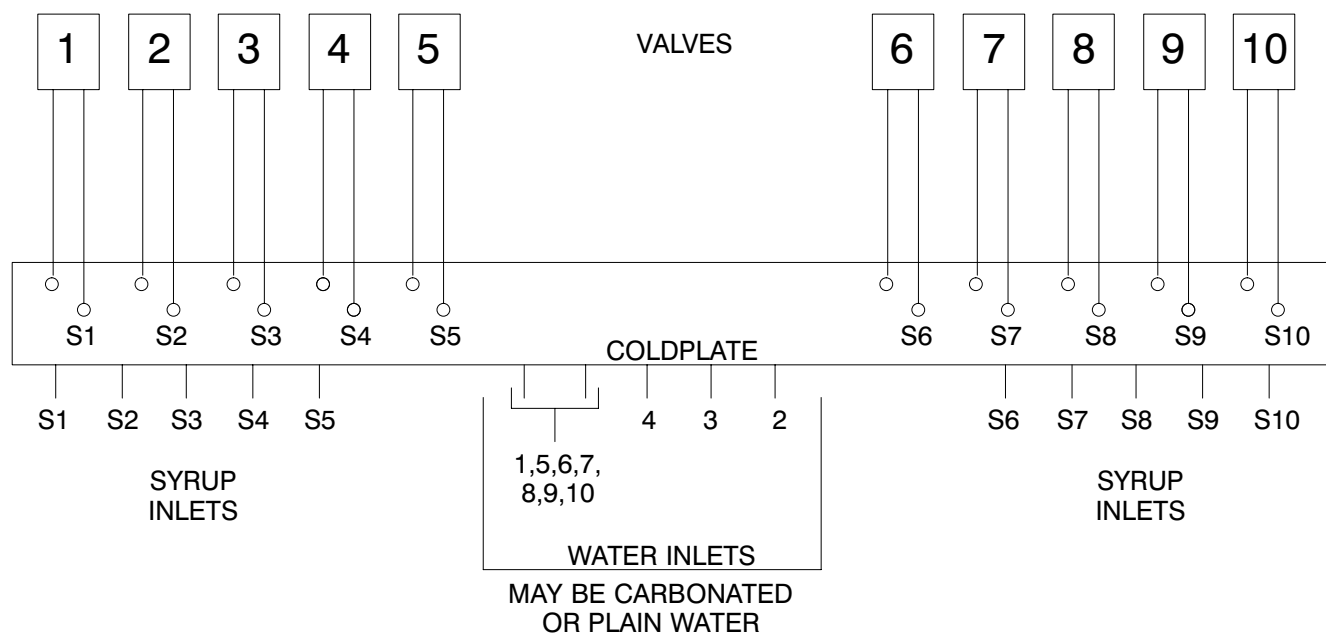 1 2 3 4 5 VALVES 6 7 8 9 10
S1 S2 S3 S4 S5 S6 S7 S8 S9 S10
COLDPLATE
S1 S2 S3 S4 S5 4 3 2 S6 S7 S8 S9 S10
1,5,6,7,
8,9,10
SYRUP
INLETS
SYRUP
INLETS
WATER INLETS
MAY BE CARBONATED
OR PLAIN WATER